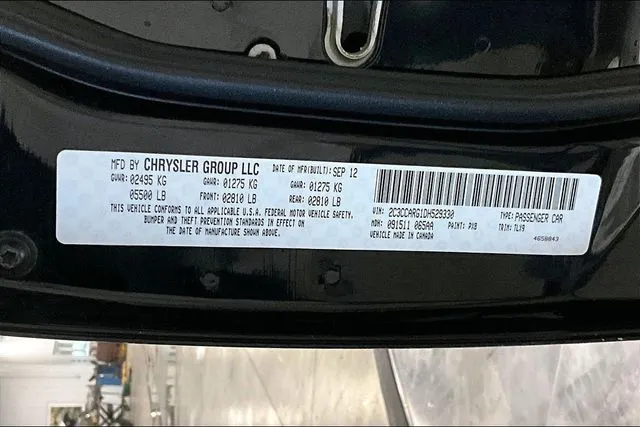 MFD BY CHRYSLER GROUP LLC DATE OF MFR(BUILT): SEP 12
GVWR: 02495 KG GAWR: 01275 KG GAWR: 01275 KG
05500 LB FRONT: 02810 LB REAR: 02810 LB
THIS VEHICLE CONFORMS TO ALL APPLICABLE U.S.A. FEDERAL MOTOR VEHICLE SAFETY,
BUMPER AND THEFT PREVENTION STANDARDS IN EFFECT ON
THE DATE OF MANUFACTURE SHOWN ABOVE.
VIN: 2C3CCARG1DH529330 TYPE: PASSENGER CAR
MDH: 091511 065AA PAINT: PX8 TRIM: TLX9
VEHICLE MADE IN CANADA 4658843